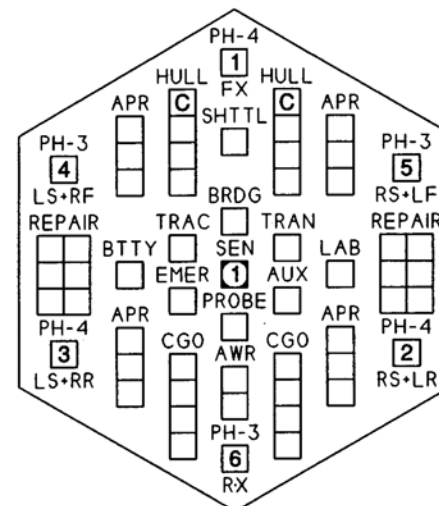 PH-4
1
FX
HULL HULL
C C
APR APR
SHTTL
PH-3 PH-3
4 5
LS+RF RS+LF
BRDG
REPAIR REPAIR
TRAC TRAN
BTTY SEN LAB
1
EMER AUX
PROBE
PH-4 PH-4
APR APR
3 2
CGO AWR CGO
LS+RR RS+LR
PH-3
6
RX